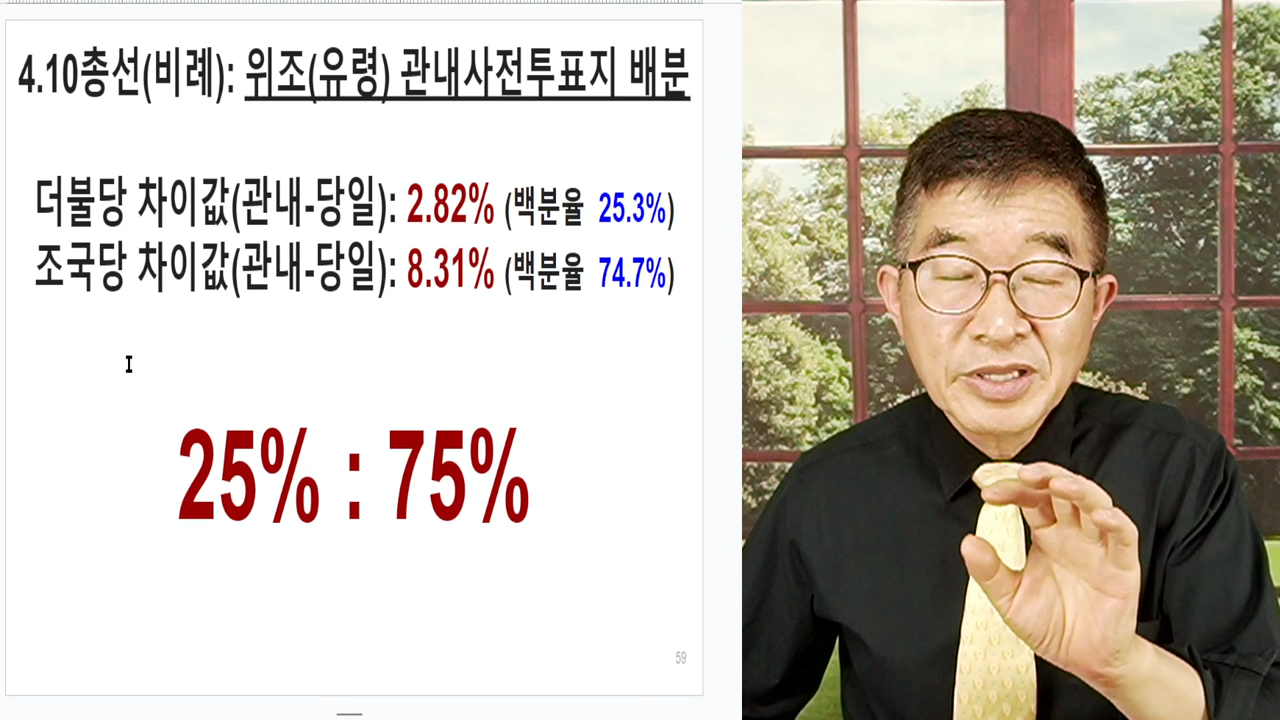 4.10총선(비례): 위조(유령) 관내사전투표지 배분
더불당 차이값(관내-당일): 2.82% (백분율 25.3%)
조국당 차이값(관내-당일): 8.31% (백분율 74.7%)
25% : 75%
59